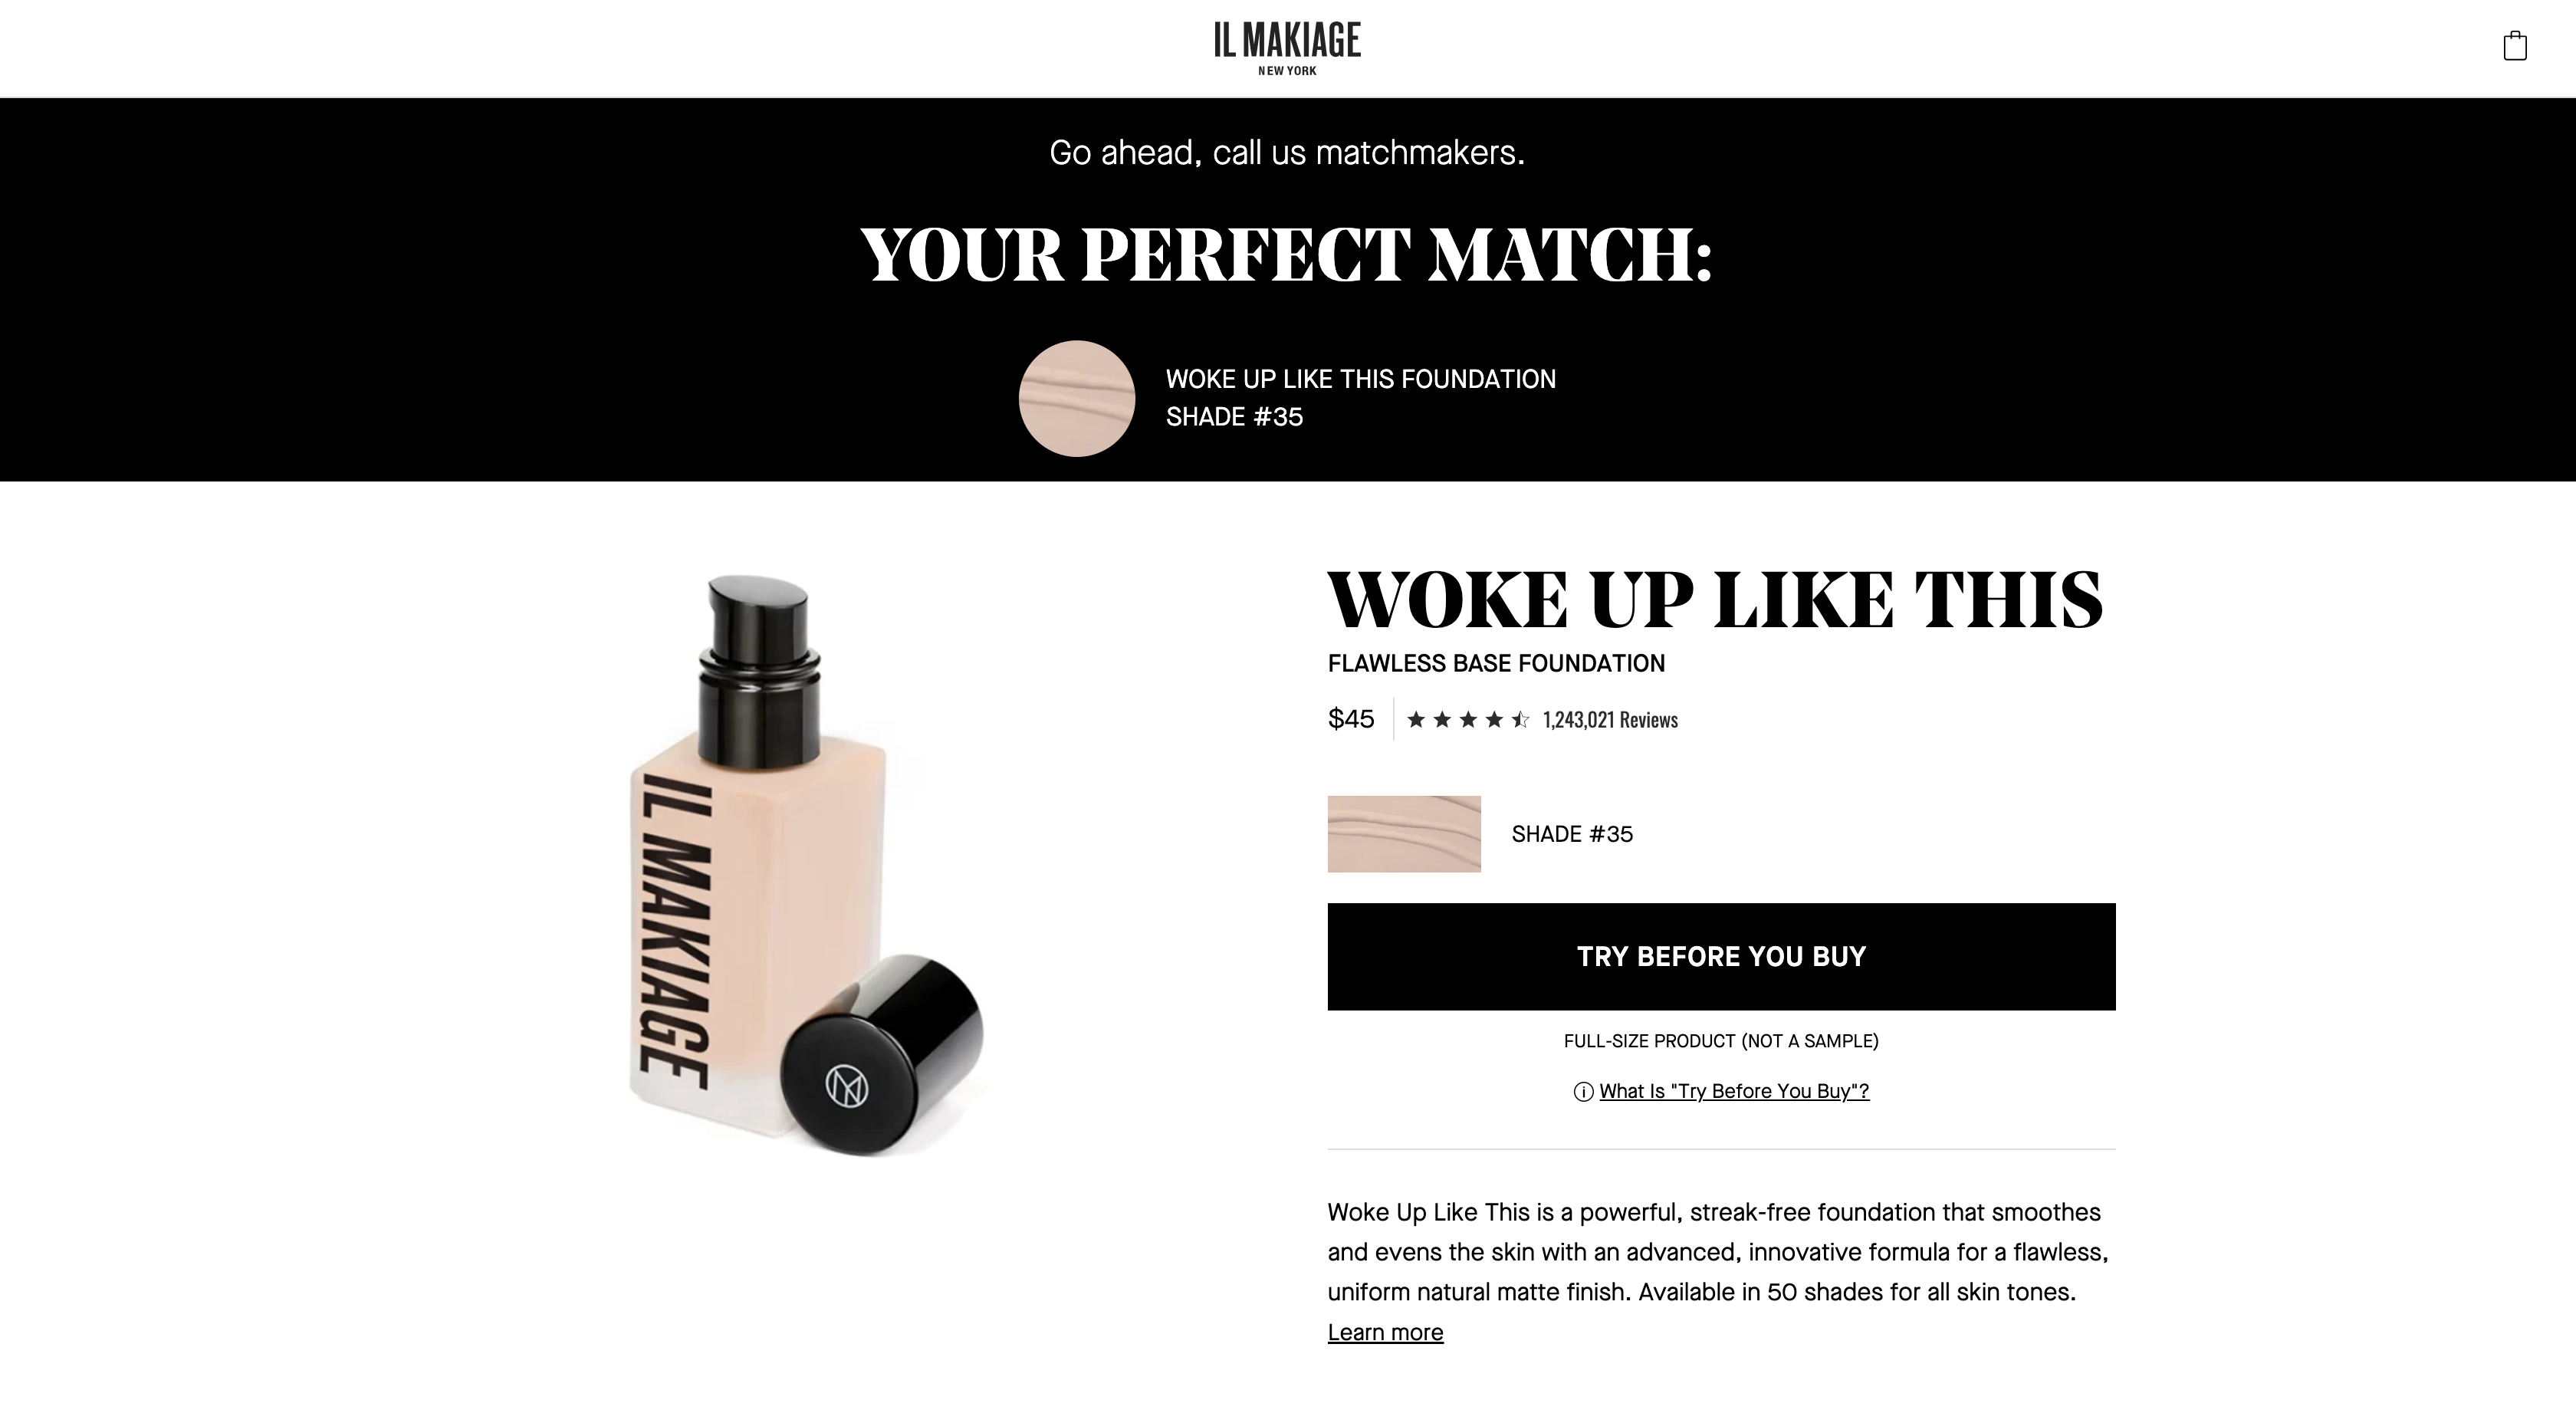 IL MAKIAGE
NEW YORK
Go ahead, call us matchmakers.
YOUR PERFECT MATCH:
WOKE UP LIKE THIS FOUNDATION
SHADE #35
IL MAKIAGE
WOKE UP LIKE THIS
FLAWLESS BASE FOUNDATION
$45
1,243,021 Reviews
SHADE #35
TRY BEFORE YOU BUY
FULL-SIZE PRODUCT (NOT A SAMPLE)
What Is "Try Before You Buy"?
Woke Up Like This is a powerful, streak-free foundation that smoothes
and evens the skin with an advanced, innovative formula for a flawless,
uniform natural matte finish. Available in 50 shades for all skin tones.
Learn more